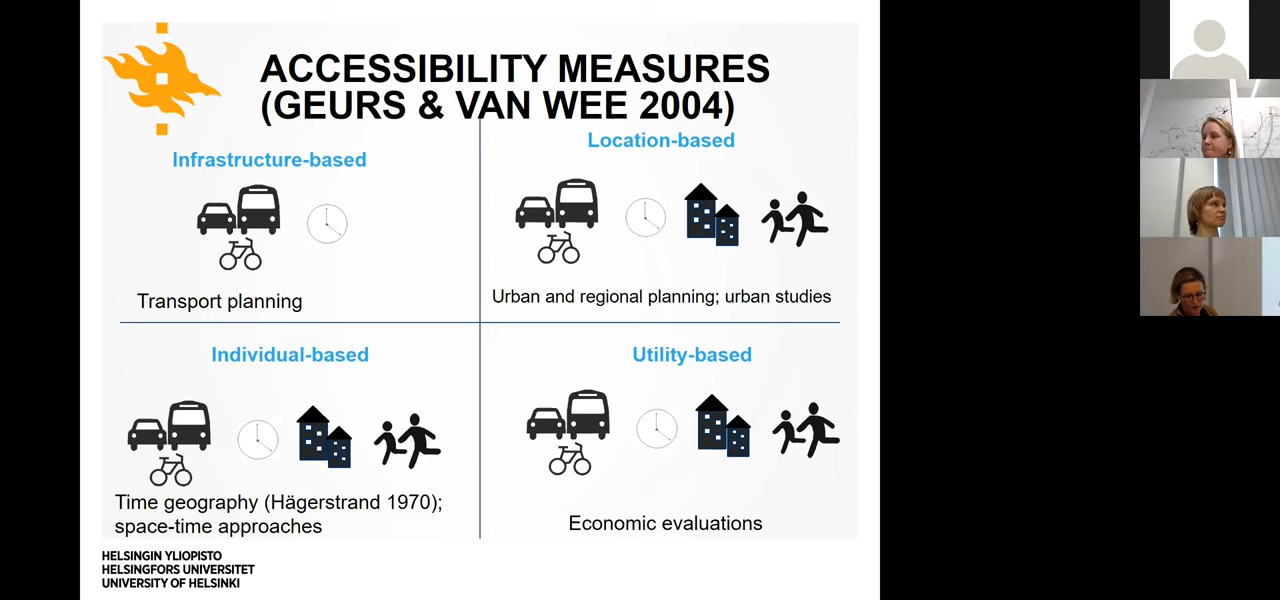 ACCESSIBILITY MEASURES
(GEURS & VAN WEE 2004)
Infrastructure-based
Transport planning
Location-based
Urban and regional planning; urban studies
Individual-based
Time geography (Hägerstrand 1970);
space-time approaches
Utility-based
Economic evaluations
HELSINGIN YLIOPISTO
HELSINGFORS UNIVERSITET
UNIVERSITY OF HELSINKI